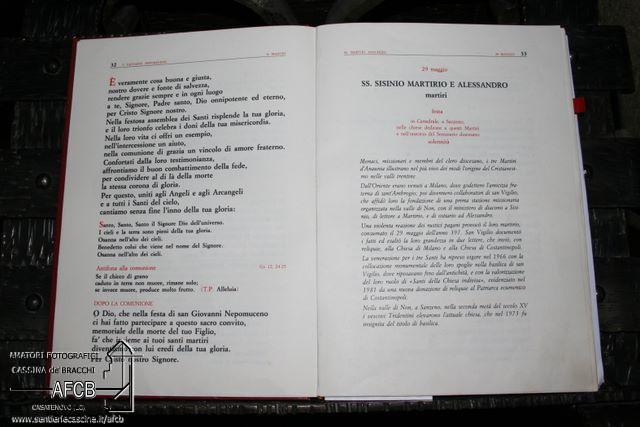 32
S. GIOVANNI NEPOMUCENO
È veramente cosa buona e giusta,
nostro dovere e fonte di salvezza,
rendere grazie sempre e in ogni luogo
a te, Signore, Padre santo, Dio onnipotente ed eterno,
per Cristo Signore nostro.
Nella festosa assemblea dei Santi risplende la tua gloria,
e il loro trionfo celebra i doni della tua misericordia.
Nella loro vita ci offri un esempio,
nell'intercessione un aiuto,
nella comunione di grazia un vincolo di amore fraterno.
Confortati dalla loro testimonianza,
affrontiamo il buon combattimento della fede,
per condividere al di là della morte
la stessa corona di gloria.
Per questo, uniti agli Angeli e agli Arcangeli
e a tutti i Santi del cielo,
cantiamo senza fine l'inno della tua gloria:
Santo, Santo, Santo il Signore Dio dell'universo.
I cieli e la terra sono pieni della tua gloria.
Osanna nell'alto dei cieli.
Benedetto colui che viene nel nome del Signore.
Osanna nell'alto dei cieli.
Antifona alla comunione
Gv 12, 24-25
Se il chicco di grano
caduto in terra non muore, rimane solo;
se invece muore, produce molto frutto. (T.P. Alleluia)
DOPO LA COMUNIONE
O Dio, che nella festa di san Giovanni Nepomuceno
ci hai fatto partecipare a questo sacro convito,
memoriale della morte del tuo Figlio,
fa' che insieme ai tuoi santi martiri
diventiamo con lui eredi della tua gloria.
Per Cristo nostro Signore.
SS. MARTIRI ANAUNIESI
29 MAGGIO
33
29 maggio
SS. SISINIO MARTIRIO E ALESSANDRO
martiri
festa
in Cattedrale, a Sanzeno,
nelle chiese dedicate a questi Martiri
e nell'oratorio del Seminario diocesano
solennità
Monaci, missionari e membri del clero diocesano, i tre Martiri
d'Anaunia illustrano nei più vivi dei modi l'origine del Cristianesi-
mo nelle valli trentine.
Dall'Oriente erano venuti a Milano, dove godettero l'amicizia fra-
terna di sant'Ambrogio; poi divennero collaboratori di san Vigilio,
che affidò loro la fondazione di una prima stazione missionaria
organizzata nella valle di Non, con il ministero di diacono a Sisi-
nio, di lettore a Martirio, e di ostiario ad Alessandro.
Una violenta reazione dei rustici pagani provocò il loro martirio,
consumato il 29 maggio dell'anno 397. San Vigilio documentò
i fatti ed esaltò la loro grandezza in due lettere, che inviò, con
reliquie, alla Chiesa di Milano e alla Chiesa di Costantinopoli.
La venerazione per i tre Santi ha ripreso vigore nel 1966 con la
collocazione monumentale delle loro spoglie nella basilica di san
Vigilio, dove riposavano fino dall'antichità, e con la valorizzazione
del loro ruolo di «Santi della Chiesa indivisa», evidenziato nel
1981 da una nuova donazione di reliquie al Patriarca ecumenico
di Costantinopoli.
Nella valle di Non, a Sanzeno, nella seconda metà del secolo XV
i vescovi Tridentini elevarono l'attuale chiesa, che nel 1973 fu
insignita del titolo di basilica.
AMATORI FOTOGRAFICI
CASSINA de' BRACCHI
AFCB
CASATENOVO (LC)
www.sentierlecascine.it/afcb